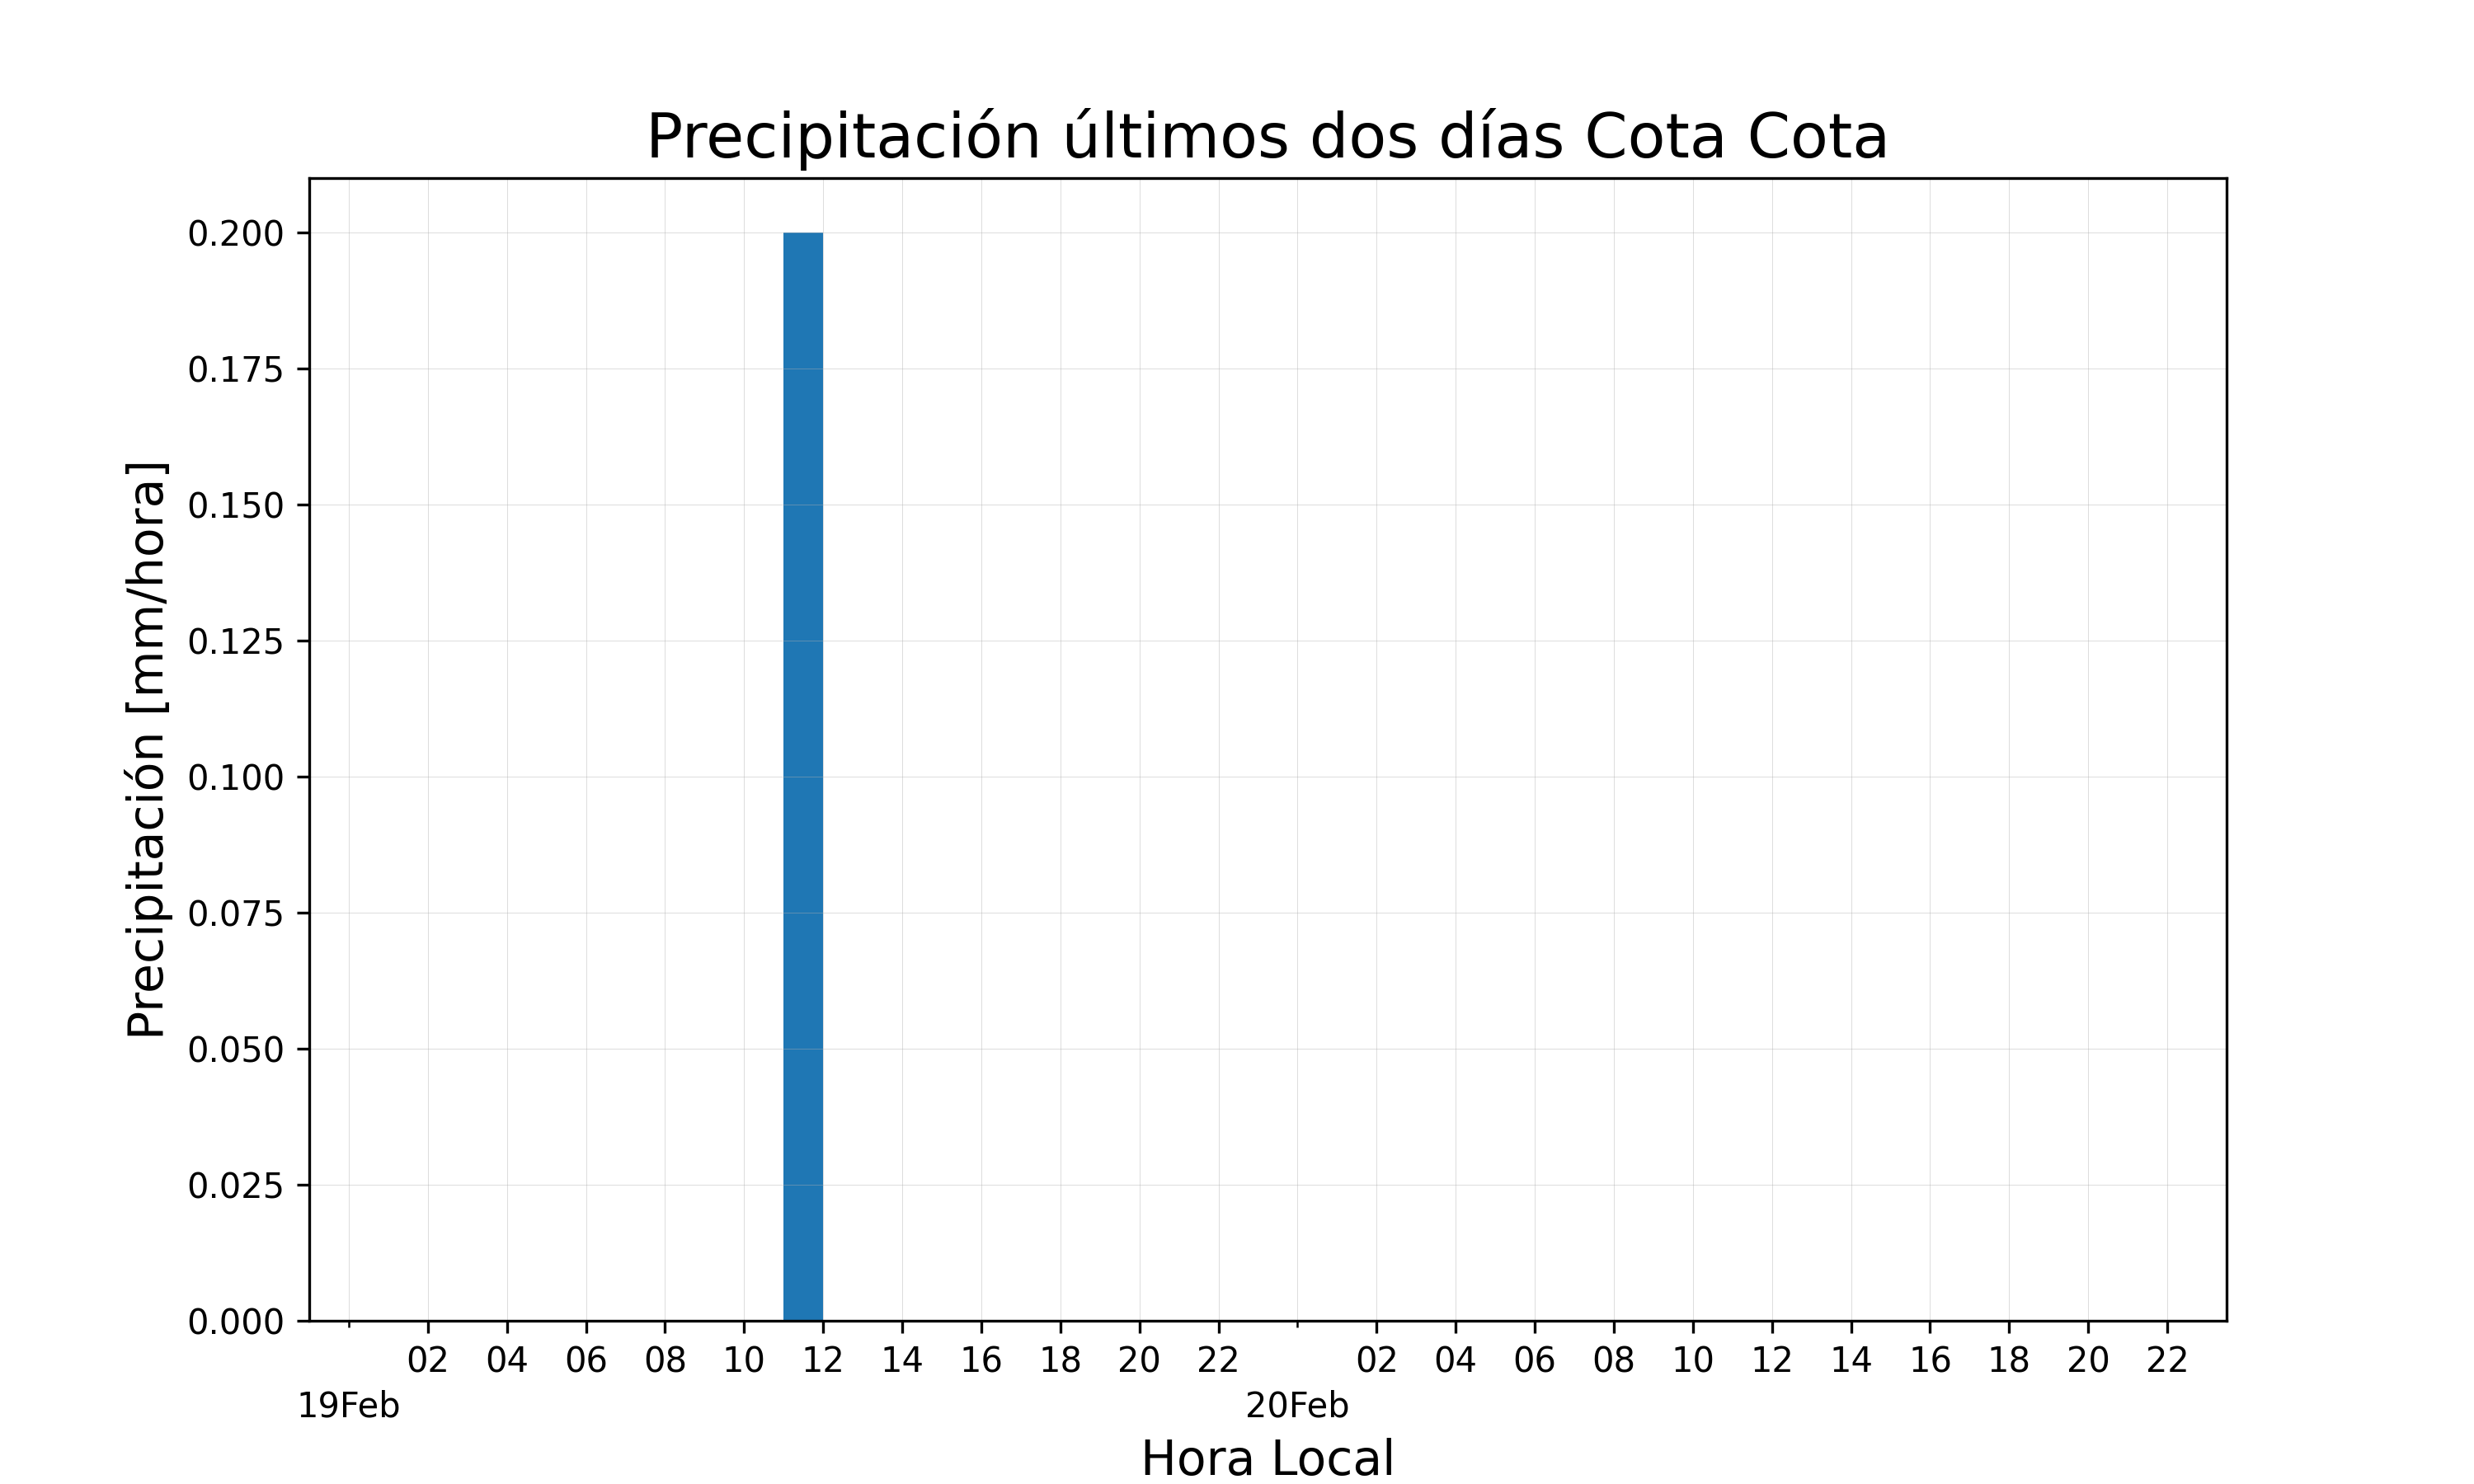 Precipitación últimos dos días Cota Cota
Precipitación [mm/hora]
0.200
0.175
0.150
0.125
0.100
0.075
0.050
0.025
0.000
02 04 06 08 10 12 14 16 18 20 22 02 04 06 08 10 12 14 16 18 20 22
19Feb 20Feb
Hora Local